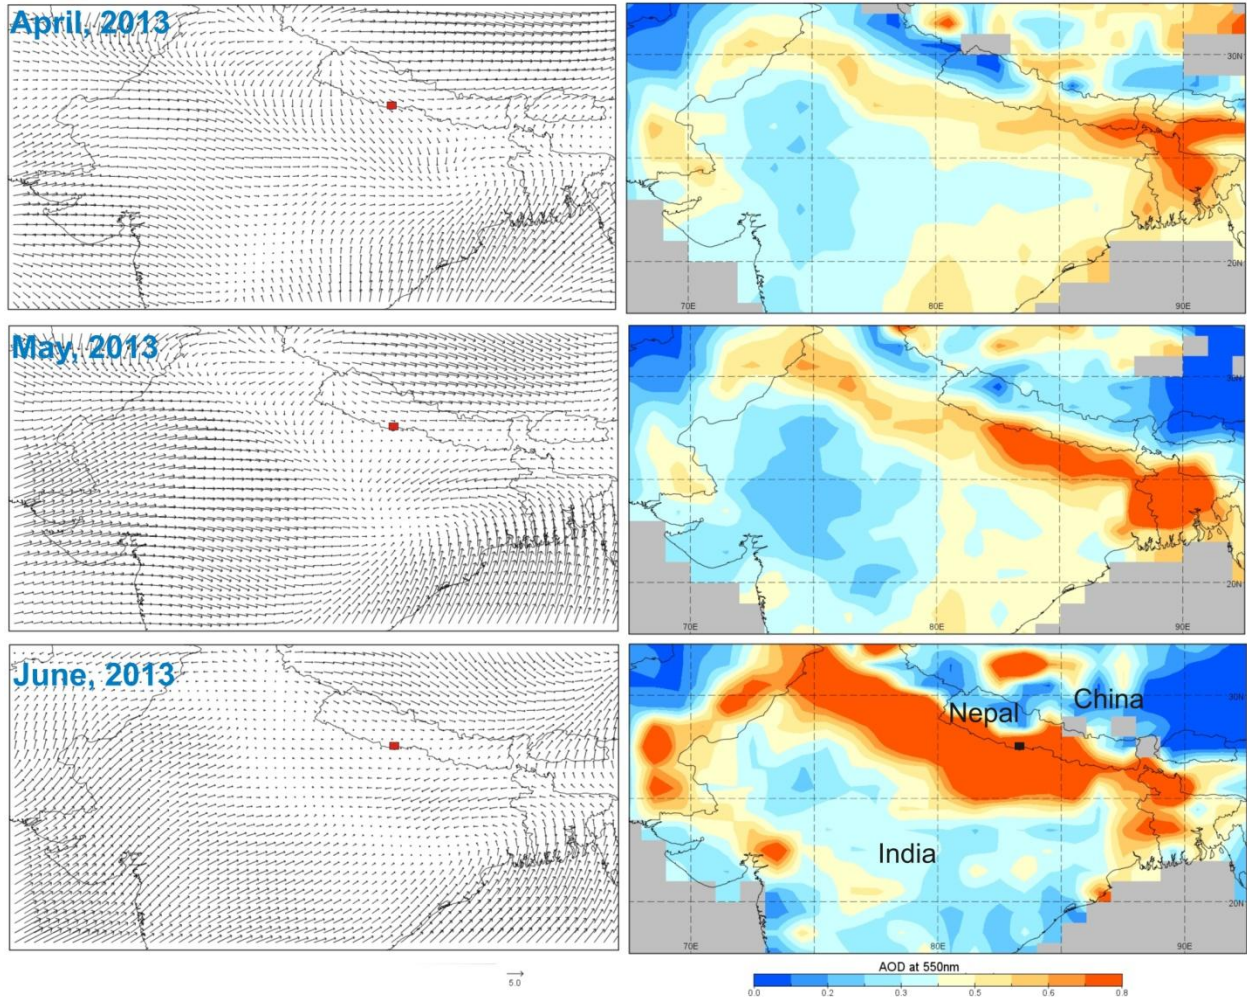 April, 2013
30N
20N
70E 80E 90E
May, 2013
30N
20N
70E 80E 90E
June, 2013
Nepal China
30N
India
20N
70E 80E 90E
5.0
AOD at 550nm
0.0 0.2 0.3 0.5 0.6 0.8